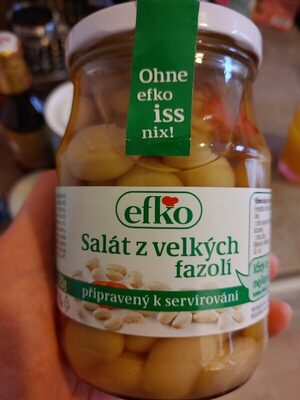 Ohne
efko
iss
nix!
efko
Salát z velkých
fazolí
připravený k servírování